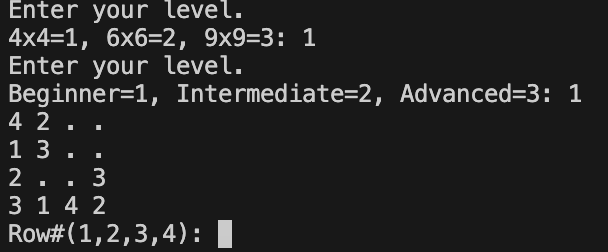 Enter your level.
4x4=1, 6x6=2, 9x9=3: 1
Enter your level.
Beginner=1, Intermediate=2, Advanced=3: 1
4 2 . .
1 3 . .
2 . . 3
3 1 4 2
Row#(1,2,3,4):